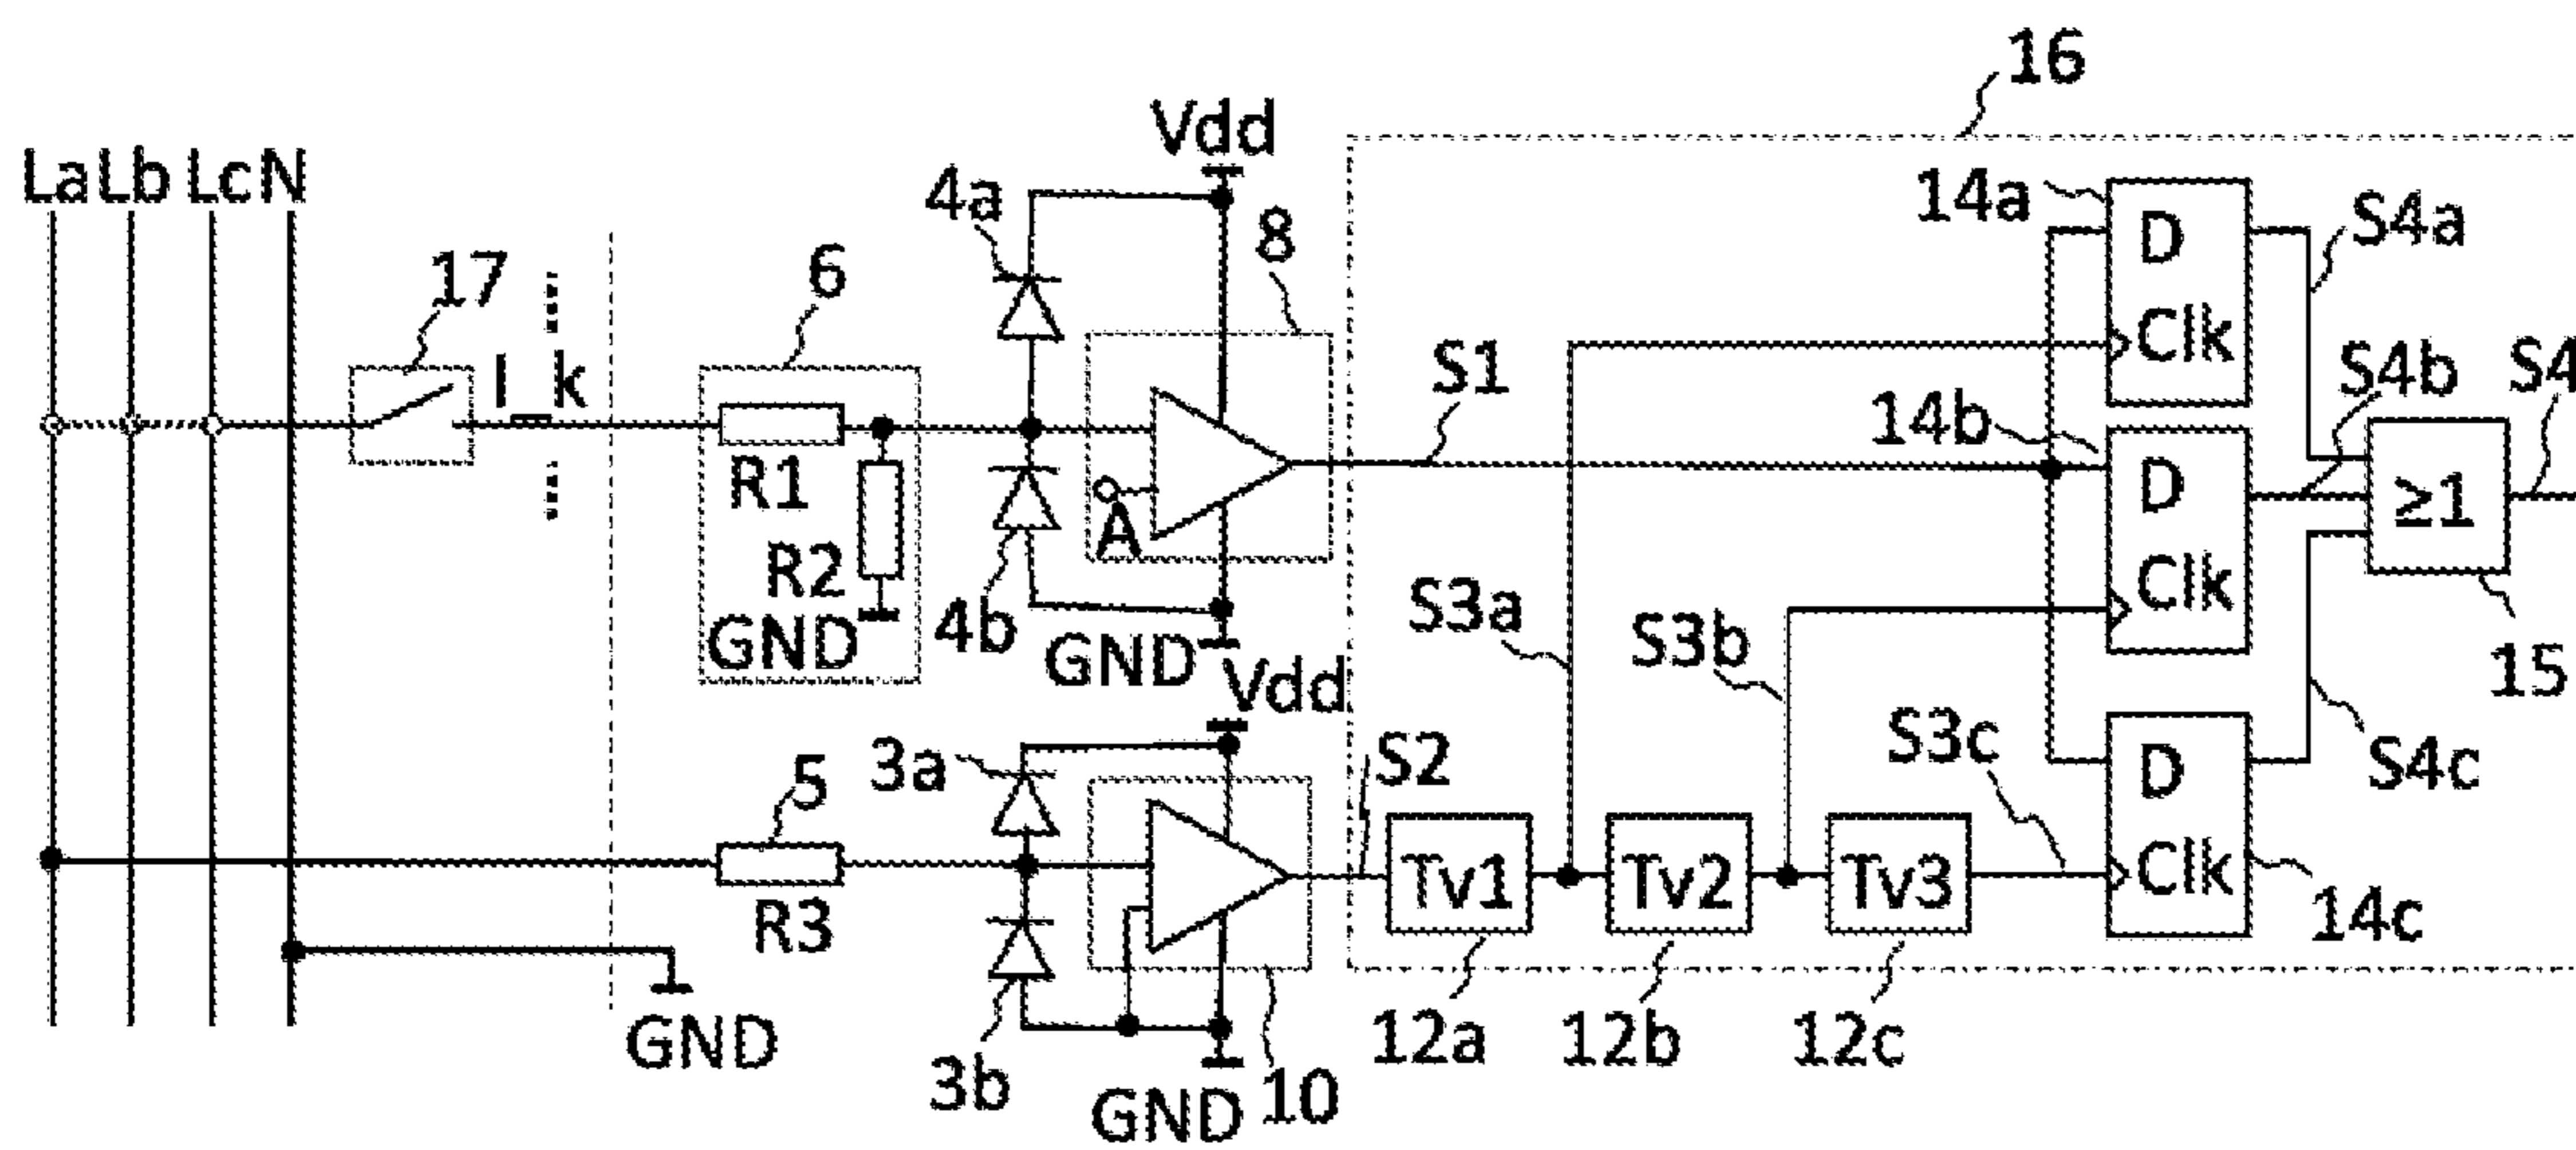 16
Vdd
La Lb Lc N
4a
14a
D
S4a
8
17
6
I_k
S1
Clk
S4b
S4
14b
R1
D
≥1
A
R2
S3a
Clk
4b
GND
GND
S3b
15
Vdd
3a
S2
S3c
D
S4c
5
Tv1
Tv2
Tv3
Clk
R3
14c
GND
12a
12b
12c
3b
GND
10